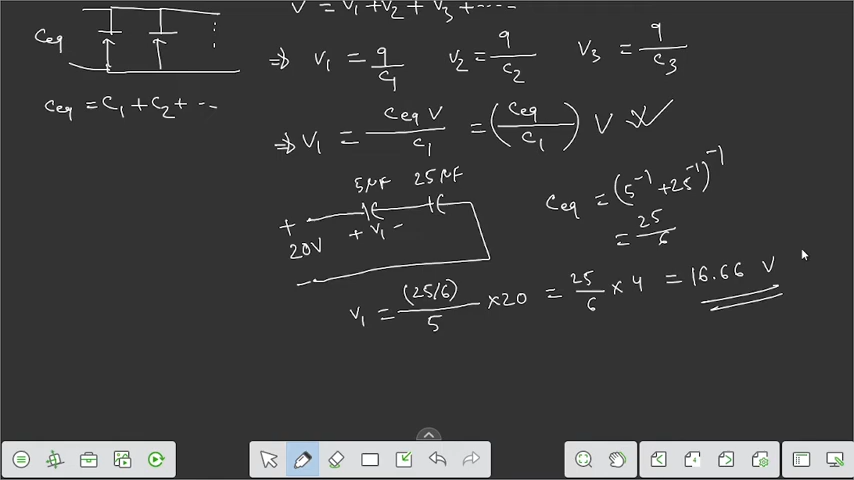 V = V₁ + V₂ + V₃ + ....
Ceq
⇒ V₁ = q/C₁  V₂ = q/C₂  V₃ = q/C₃
Ceq = C₁ + C₂ + ...
⇒ V₁ = Ceq V/C₁ = (Ceq/C₁) V
5μF 25μF
Ceq = (5⁻¹ + 25⁻¹)⁻¹
= 25/6
+ 20V + V₁ −
−
V₁ = (25/6)/5 × 20 = 25/6 × 4 = 16.66 V
4